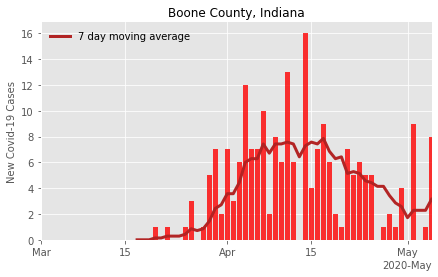 Boone County, Indiana
7 day moving average
New Covid-19 Cases
16
14
12
10
8
6
4
2
0
Mar
15
Apr
15
May
2020-May